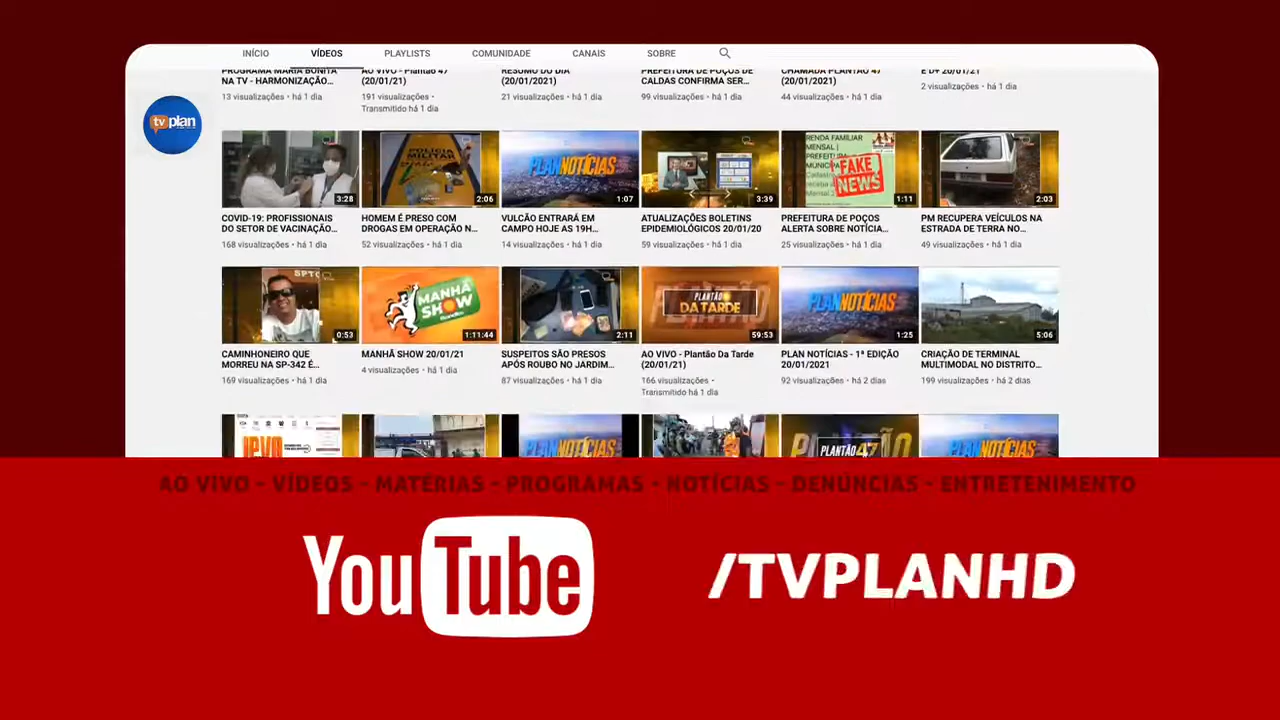 INÍCIO VÍDEOS PLAYLISTS COMUNIDADE CANAIS SOBRE
PROGRAMA MARIA BONITA
NA TV - HARMONIZAÇÃO...
13 visualizações • há 1 dia
AO VIVO - Plantão 47
(20/01/21)
191 visualizações •
Transmitido há 1 dia
RESUMO DO DIA
(20/01/2021)
21 visualizações • há 1 dia
PREFEITURA DE POÇOS DE
CALDAS CONFIRMA SER...
99 visualizações • há 1 dia
CHAMADA PLANTÃO 47
(20/01/2021)
44 visualizações • há 1 dia
É D+ 20/01/21
2 visualizações • há 1 dia
tv plan
3:28
POLÍCIA
MILITAR
2:06
PLANNOTÍCIAS
1:07
3:39
RENDA FAMILIAR
MENSAL |
FAKE
NEWS
1:11
2:03
COVID-19: PROFISSIONAIS
DO SETOR DE VACINAÇÃO...
168 visualizações • há 1 dia
HOMEM É PRESO COM
DROGAS EM OPERAÇÃO N...
52 visualizações • há 1 dia
VULCÃO ENTRARÁ EM
CAMPO HOJE AS 19H...
14 visualizações • há 1 dia
ATUALIZAÇÕES BOLETINS
EPIDEMIOLÓGICOS 20/01/20
59 visualizações • há 1 dia
PREFEITURA DE POÇOS
ALERTA SOBRE NOTÍCIA...
25 visualizações • há 1 dia
PM RECUPERA VEÍCULOS NA
ESTRADA DE TERRA NO...
49 visualizações • há 1 dia
0:53
MANHÃ
SHOW
1:11:44
2:11
PLANTÃO
DA TARDE
59:53
PLANNOTÍCIAS
1:25
5:06
CAMINHONEIRO QUE
MORREU NA SP-342 É...
169 visualizações • há 1 dia
MANHÃ SHOW 20/01/21
4 visualizações • há 1 dia
SUSPEITOS SÃO PRESOS
APÓS ROUBO NO JARDIM...
87 visualizações • há 1 dia
AO VIVO - Plantão Da Tarde
(20/01/21)
166 visualizações •
Transmitido há 1 dia
PLAN NOTÍCIAS - 1ª EDIÇÃO
20/01/2021
92 visualizações • há 2 dias
CRIAÇÃO DE TERMINAL
MULTIMODAL NO DISTRITO...
199 visualizações • há 2 dias
IPVA
PLANNOTÍCIAS
PLANTÃO 47
PLANNOTÍCIAS
AO VIVO - VÍDEOS - MATÉRIAS - PROGRAMAS - NOTÍCIAS - DENÚNCIAS - ENTRETENIMENTO
YouTube /TVPLANHD